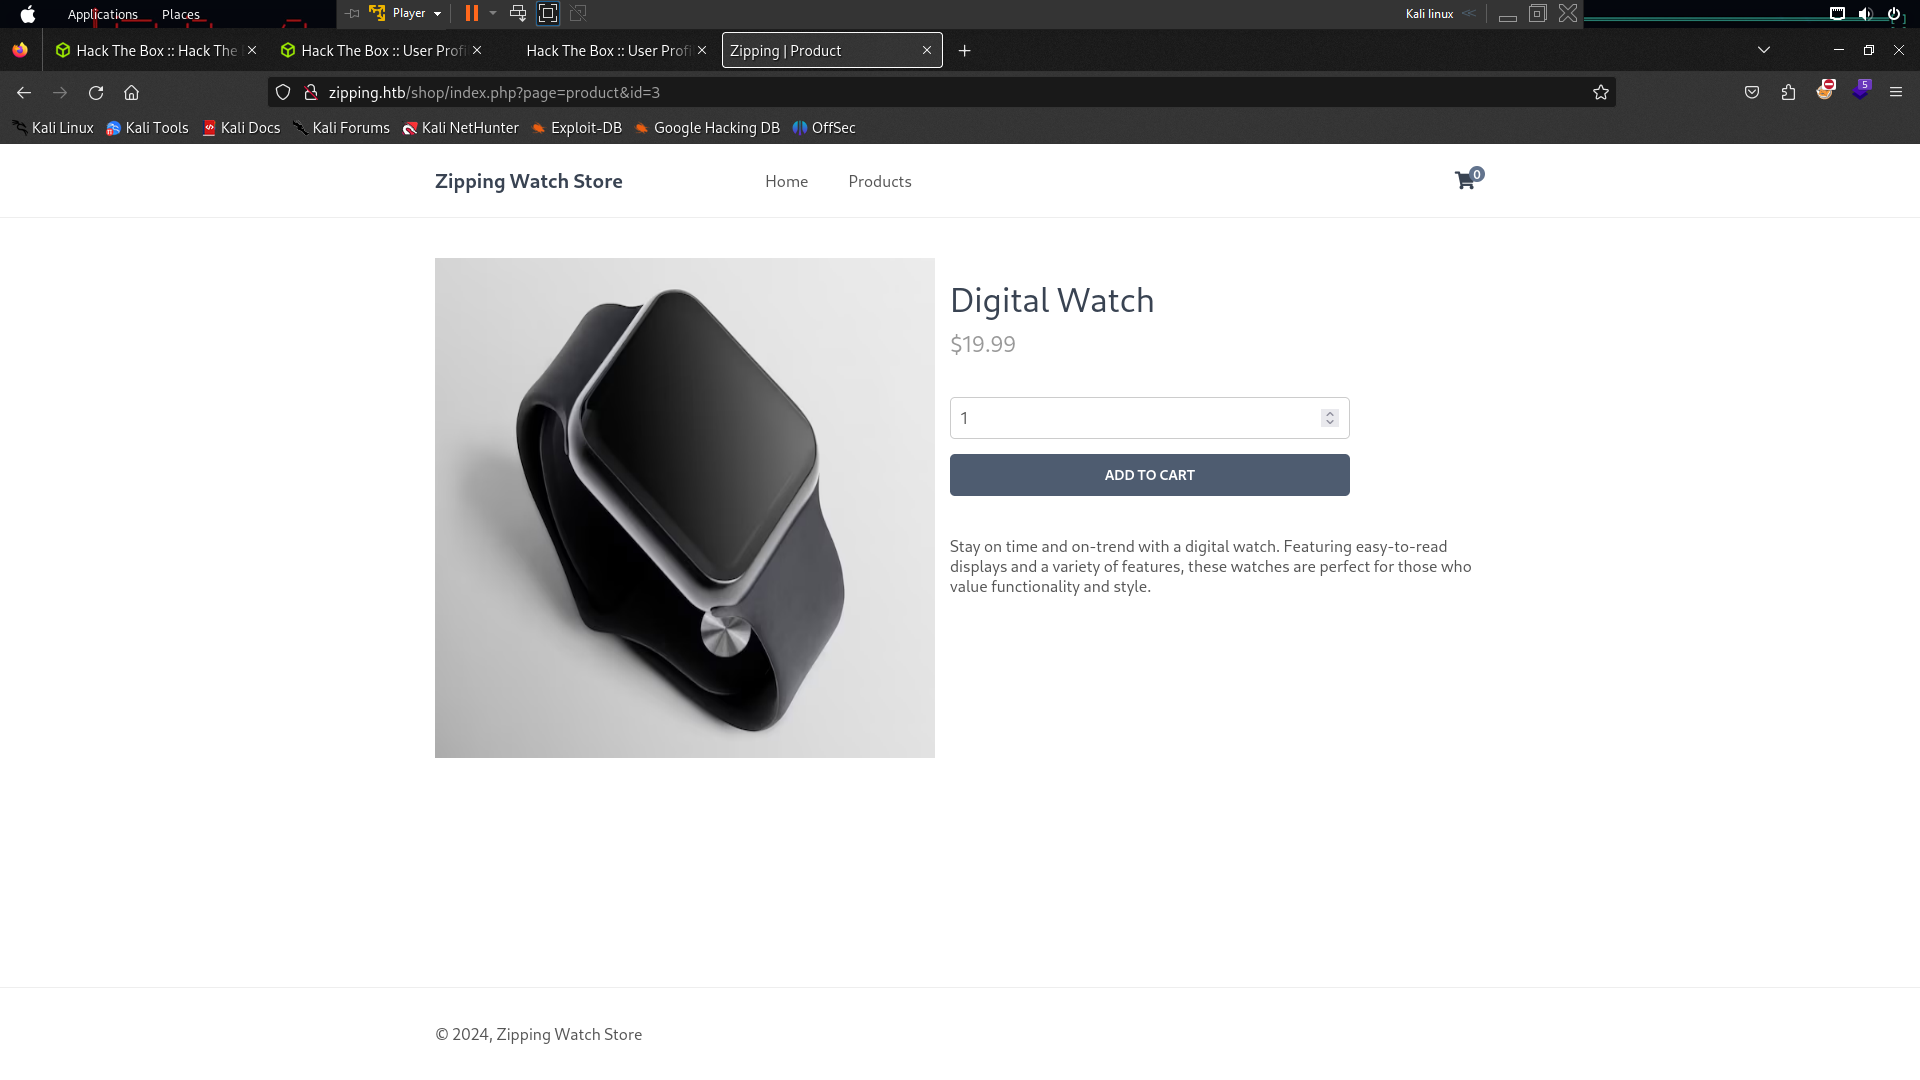 Applications Places Player Kali linux
Hack The Box :: Hack The Hack The Box :: User Profi Hack The Box :: User Profi Zipping | Product
zipping.htb/shop/index.php?page=product&id=3 5
Kali Linux Kali Tools Kali Docs Kali Forums Kali NetHunter Exploit-DB Google Hacking DB OffSec
Zipping Watch Store Home Products 0
Digital Watch
$19.99
1
ADD TO CART
Stay on time and on-trend with a digital watch. Featuring easy-to-read
displays and a variety of features, these watches are perfect for those who
value functionality and style.
© 2024, Zipping Watch Store